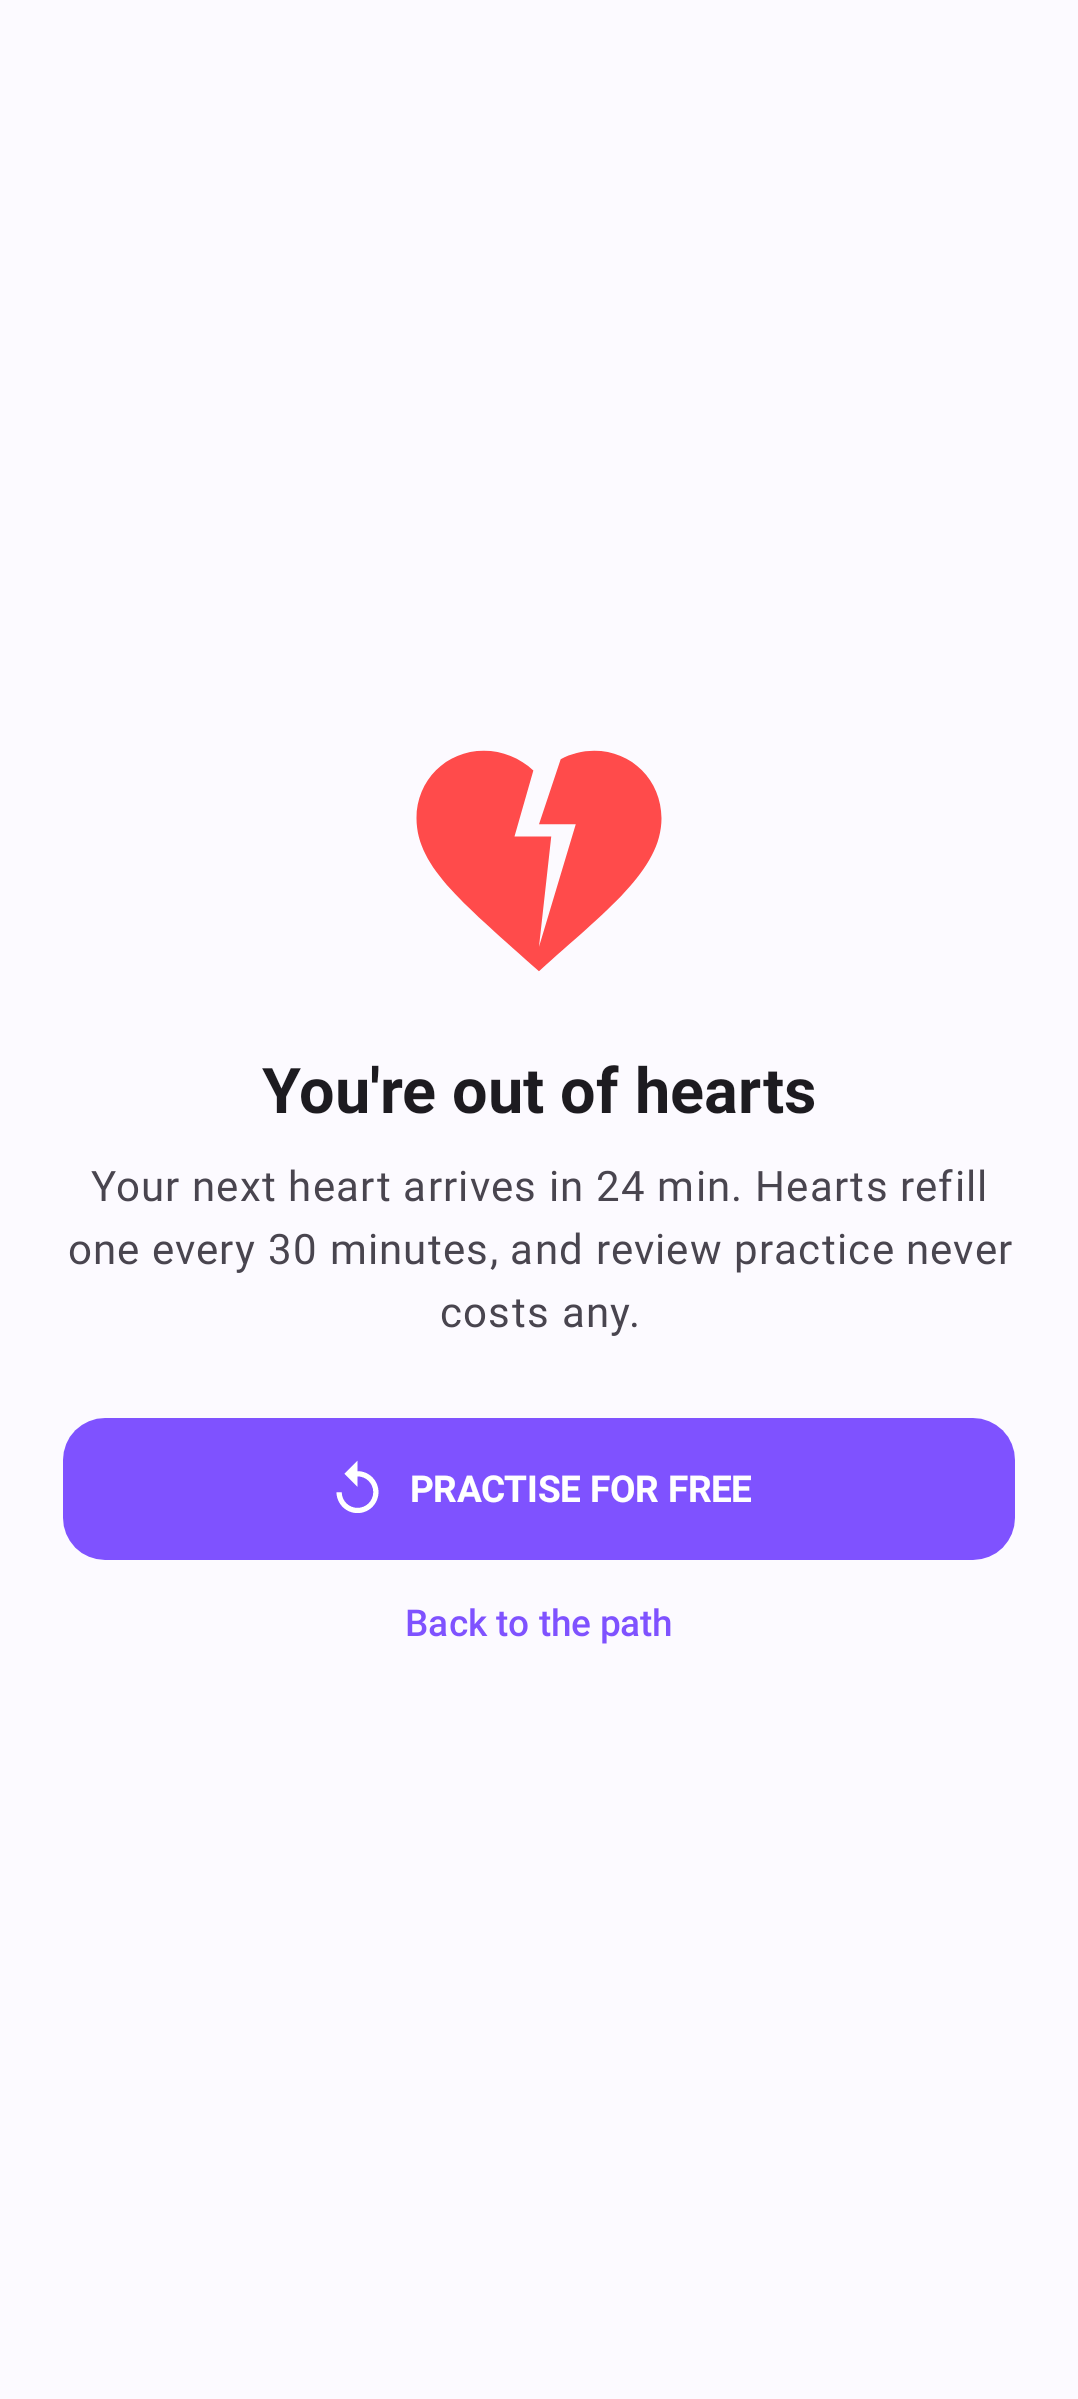 You're out of hearts
Your next heart arrives in 24 min. Hearts refill
one every 30 minutes, and review practice never
costs any.
PRACTISE FOR FREE
Back to the path